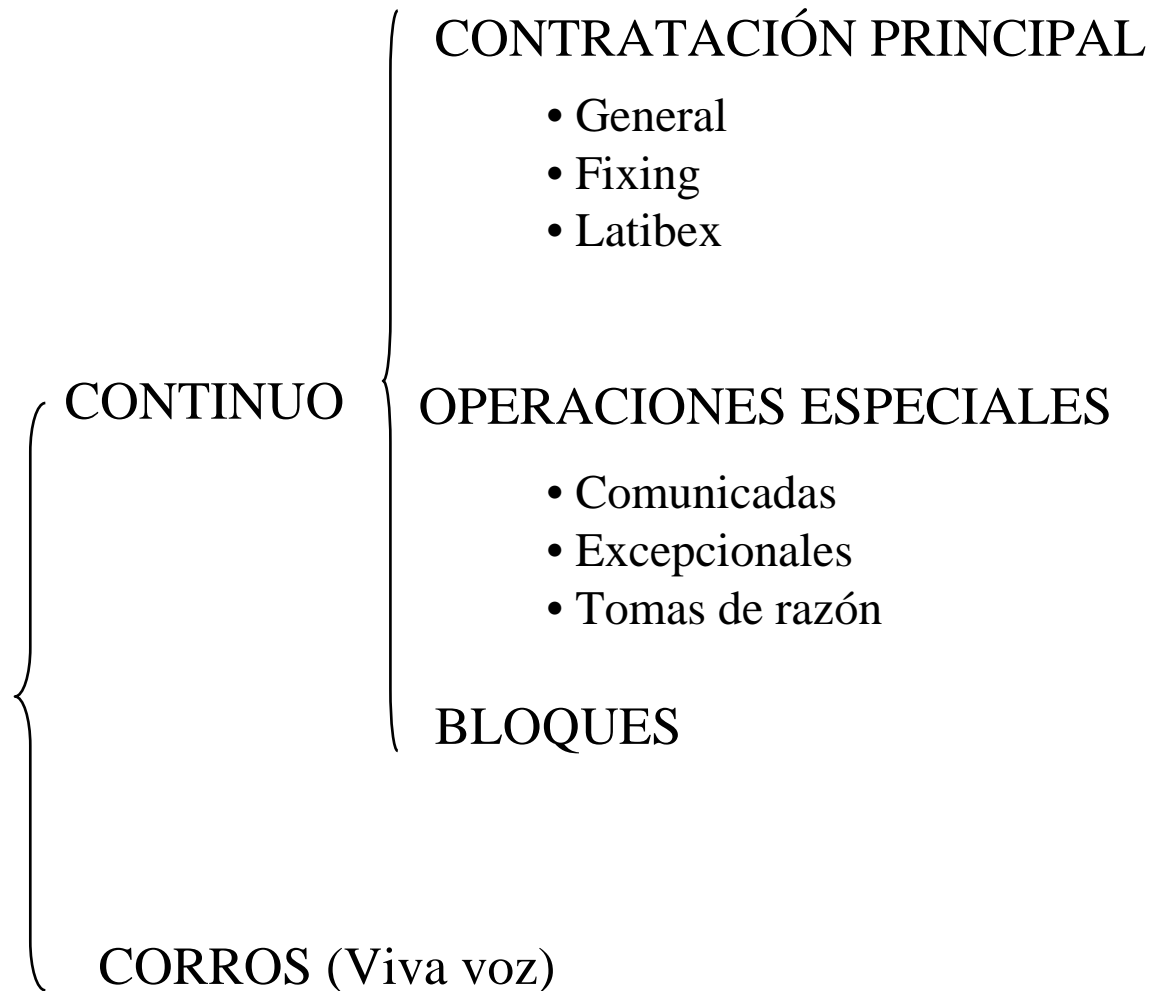 CONTRATACIÓN PRINCIPAL
• General
• Fixing
• Latibex
CONTINUO
OPERACIONES ESPECIALES
• Comunicadas
• Excepcionales
• Tomas de razón
BLOQUES
CORROS (Viva voz)